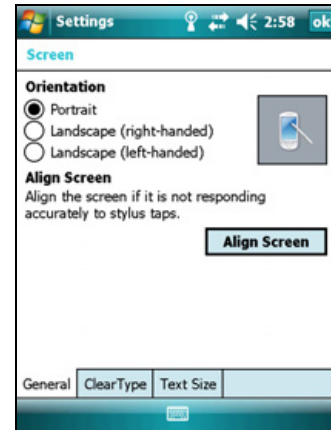 Settings 2:58 ok
Screen
Orientation
Portrait
Landscape (right-handed)
Landscape (left-handed)
Align Screen
Align the screen if it is not responding
accurately to stylus taps.
Align Screen
General ClearType Text Size